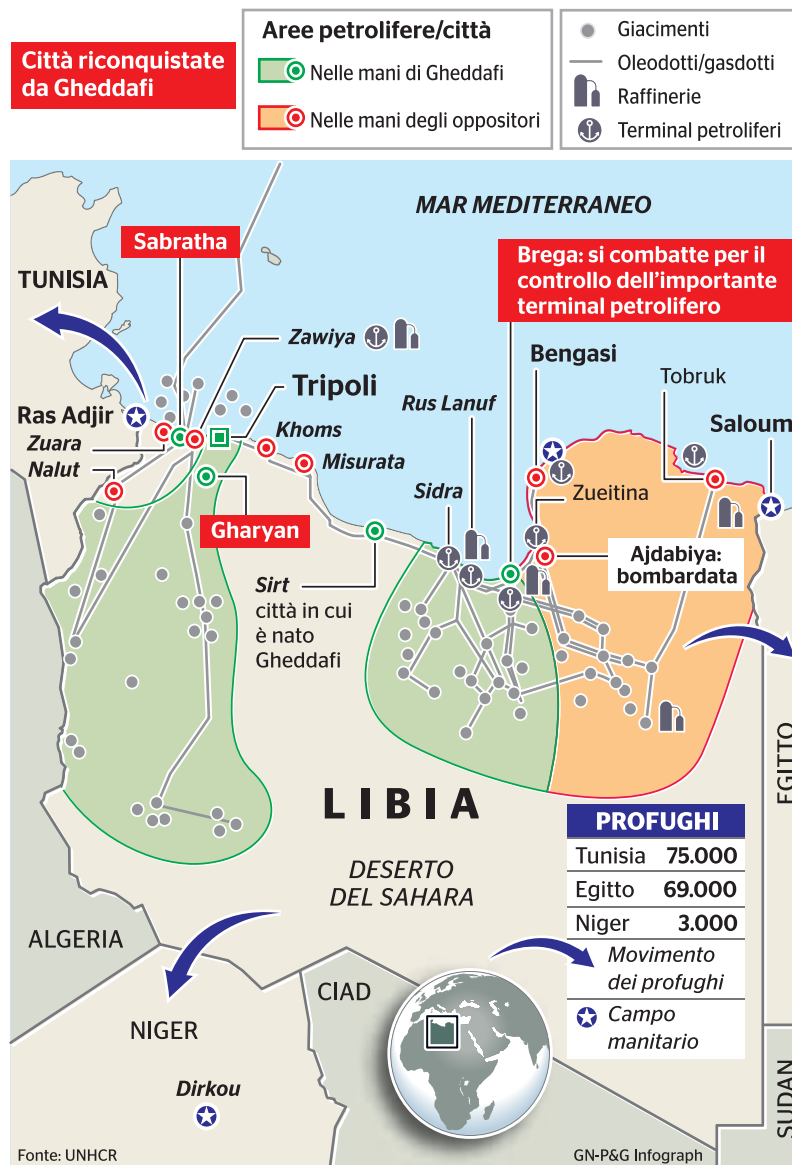 Città riconquistate
da Gheddafi
Aree petrolifere/città
Nelle mani di Gheddafi
Nelle mani degli oppositori
Giacimenti
Oleodotti/gasdotti
Raffinerie
Terminal petroliferi
MAR MEDITERRANEO
Sabratha
Brega: si combatte per il
controllo dell'importante
terminal petrolifero
TUNISIA
Zawiya
Bengasi
Tobruk
Tripoli
Rus Lanuf
Ras Adjir
Saloum
Zuara
Khoms
Nalut
Misurata
Sidra
Zueitina
Gharyan
Ajdabiya:
bombardata
Sirt
città in cui
è nato
Gheddafi
EGITTO
LIBIA
DESERTO
DEL SAHARA
PROFUGHI
Tunisia 75.000
Egitto 69.000
Niger 3.000
Movimento
dei profughi
Campo
manitario
ALGERIA
CIAD
NIGER
Dirkou
SUDAN
Fonte: UNHCR
GN-P&G Infograph